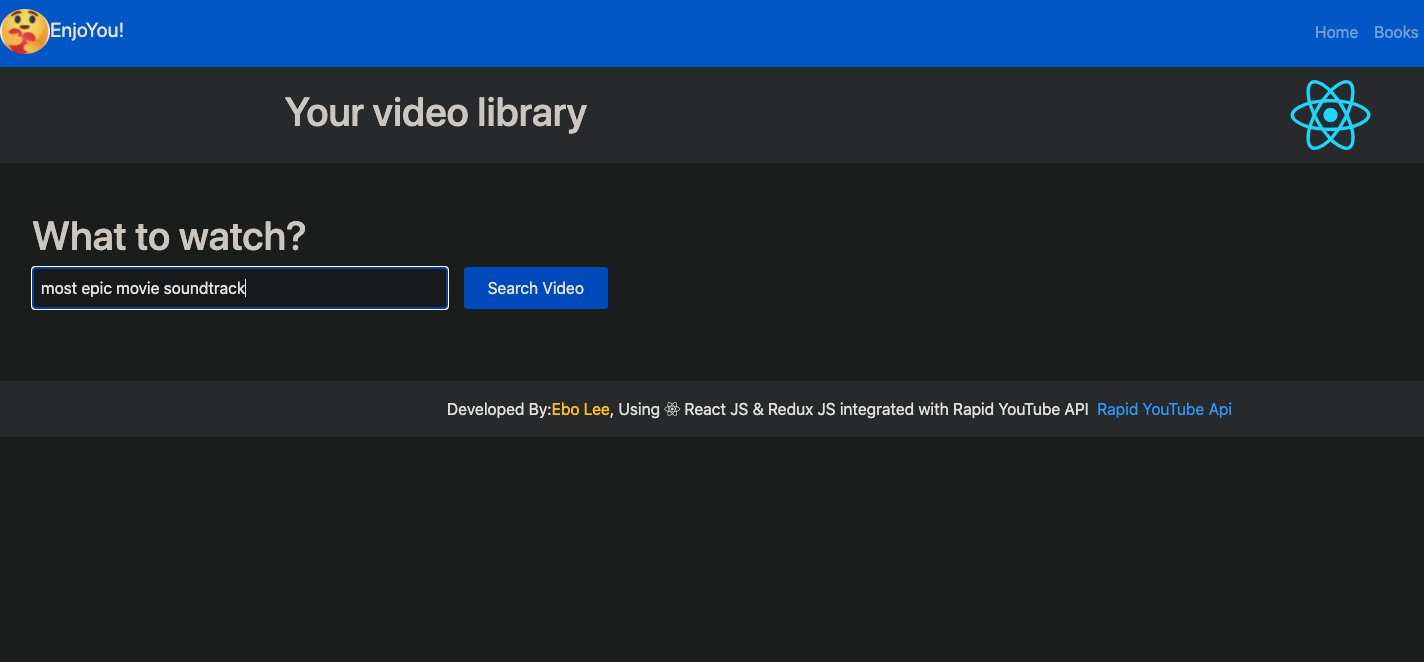 EnjoYou!
Home Books
Your video library
What to watch?
most epic movie soundtrack
Search Video
Developed By:Ebo Lee, Using ⚛ React JS & Redux JS integrated with Rapid YouTube API Rapid YouTube Api